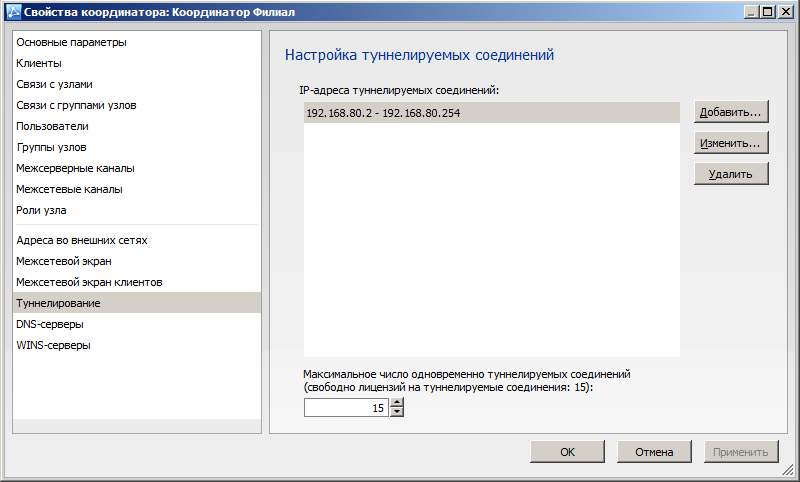 Свойства координатора: Координатор Филиал
Основные параметры
Клиенты
Связи с узлами
Связи с группами узлов
Пользователи
Группы узлов
Межсерверные каналы
Межсетевые каналы
Роли узла
Адреса во внешних сетях
Межсетевой экран
Межсетевой экран клиентов
Туннелирование
DNS-серверы
WINS-серверы
Настройка туннелируемых соединений
IP-адреса туннелируемых соединений:
192.168.80.2 - 192.168.80.254
Добавить...
Изменить...
Удалить
Максимальное число одновременно туннелируемых соединений
(свободно лицензий на туннелируемые соединения: 15):
15
OK
Отмена
Применить